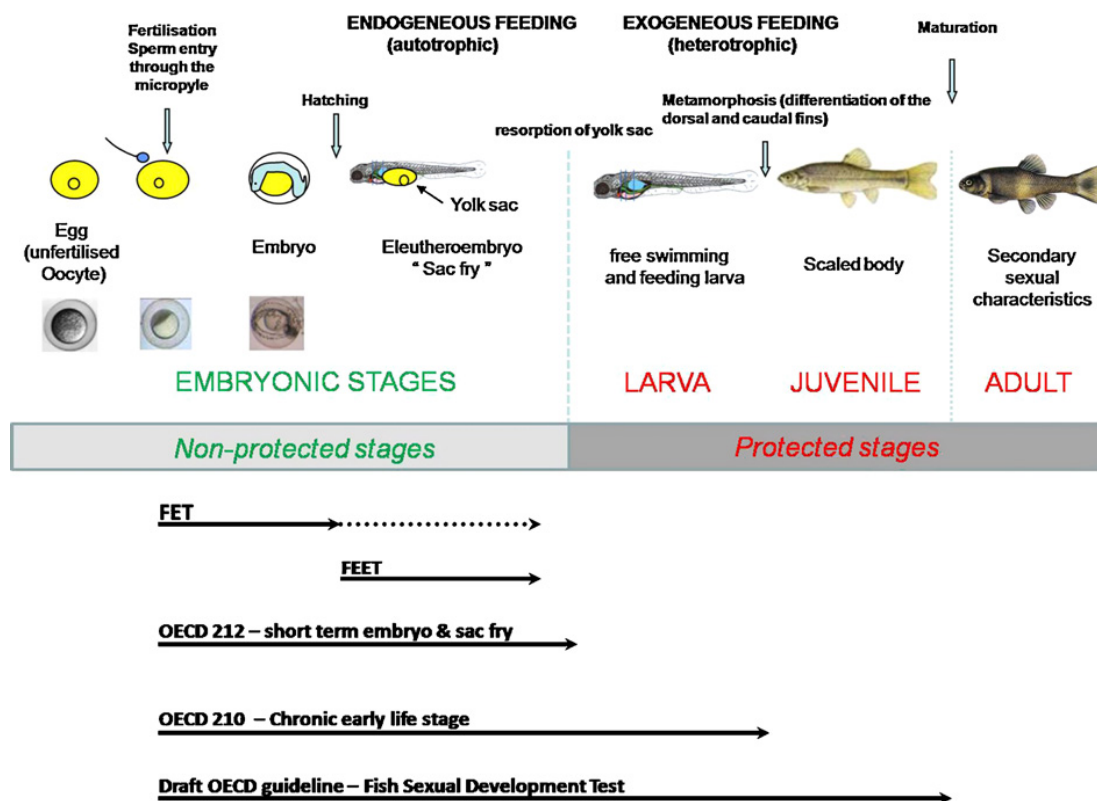 Fertilisation
Sperm entry
through the
micropyle
ENDOGENEOUS FEEDING
(autotrophic)
EXOGENEOUS FEEDING
(heterotrophic)
Maturation
Hatching
Metamorphosis (differentiation of the
dorsal and caudal fins)
resorption of yolk sac
Yolk sac
Egg
(unfertilised
Oocyte)
Embryo
Eleutheroembryo
“ Sac fry ”
free swimming
and feeding larva
Scaled body
Secondary
sexual
characteristics
EMBRYONIC STAGES
LARVA
JUVENILE
ADULT
Non-protected stages
Protected stages
FET
FEET
OECD 212 – short term embryo & sac fry
OECD 210 – Chronic early life stage
Draft OECD guideline – Fish Sexual Development Test